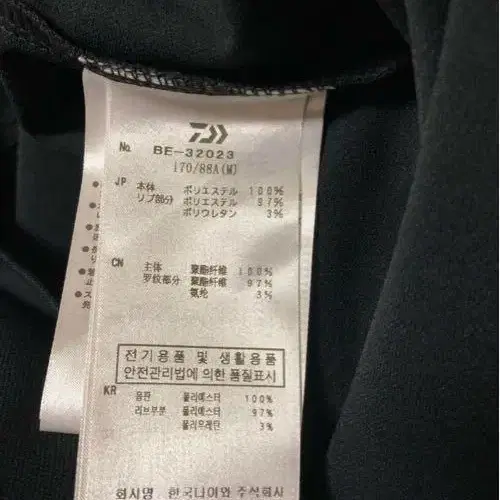 No. BE-32023
170/88A(M)
JP 本体 ポリエステル 100%
リブ部分 ポリエステル 97%
ポリウレタン 3%
CN 主体 聚酯纤维 100%
罗纹部分 聚酯纤维 97%
氨纶 3%
전기용품 및 생활용품
안전관리법에 의한 품질표시
KR 몸판 폴리에스터 100%
리브부분 폴리에스터 97%
폴리우레탄 3%
회사명 한국다이와 주식회사